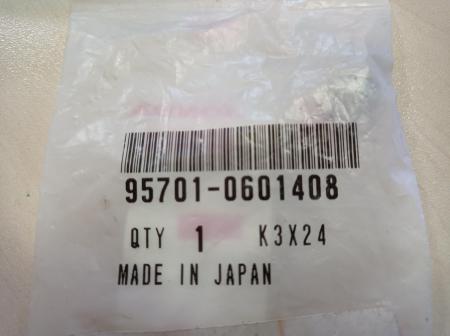 95701-0601408
QTY 1 K3X24
MADE IN JAPAN